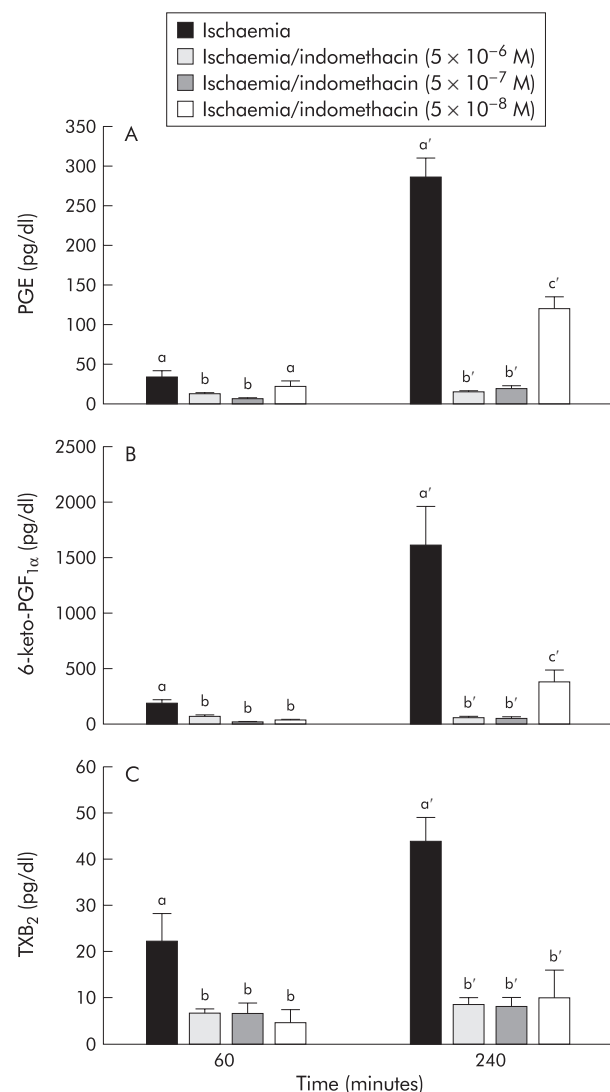 Ischaemia
Ischaemia/indomethacin (5 × 10⁻⁶ M)
Ischaemia/indomethacin (5 × 10⁻⁷ M)
Ischaemia/indomethacin (5 × 10⁻⁸ M)
A
PGE (pg/dl)
350
300
250
200
150
100
50
0
a
b
b
a
a′
b′
b′
c′
B
6-keto-PGF₁α (pg/dl)
2500
2000
1500
1000
500
0
a
b
b
b
a′
b′
b′
c′
C
TXB₂ (pg/dl)
60
50
40
30
20
10
0
a
b
b
b
a′
b′
b′
b′
60
240
Time (minutes)